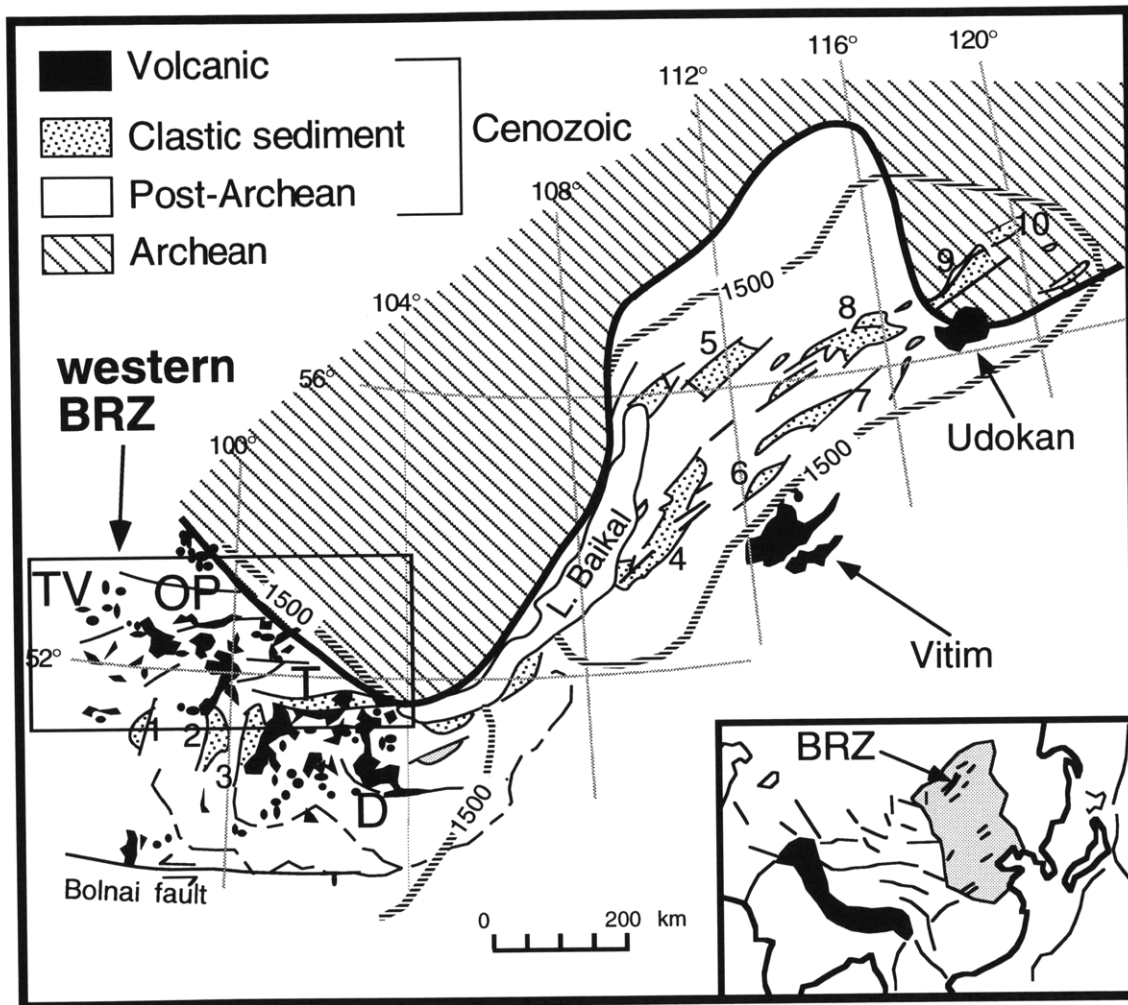 Volcanic
Clastic sediment
Post-Archean
Archean
Cenozoic
112°
116°
120°
108°
104°
56°
100°
52°
western
BRZ
1500
1500
1500
1500
10
9
8
7
5
6
4
Udokan
Vitim
L. Baikal
TV
OP
T
1
2
3
D
Bolnai fault
0 200 km
BRZ